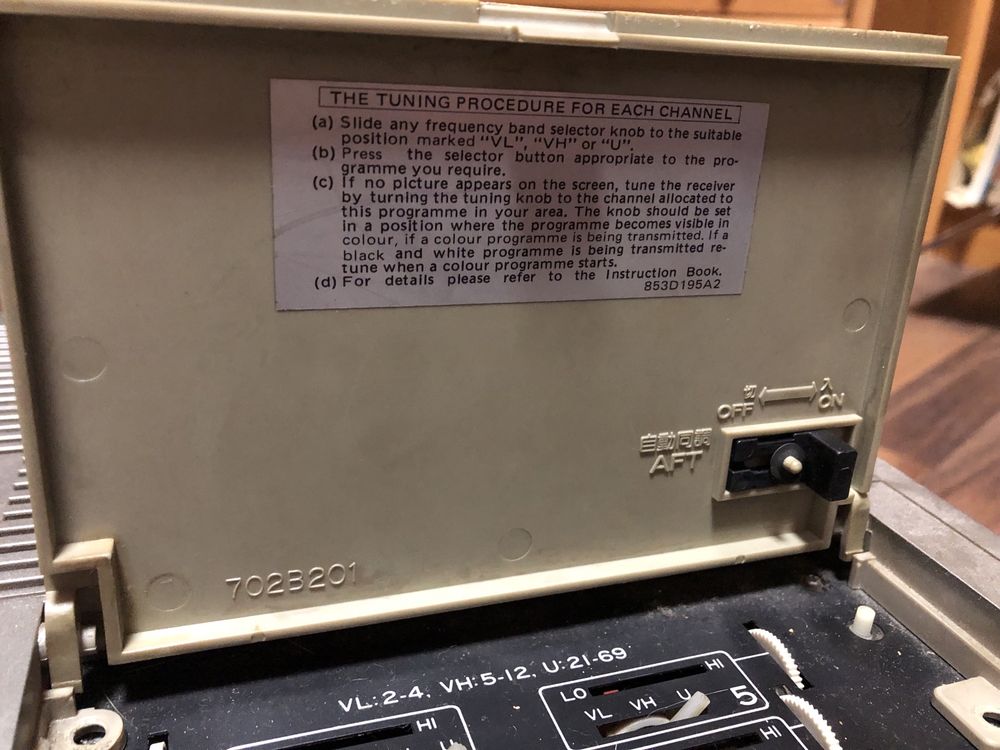 THE TUNING PROCEDURE FOR EACH CHANNEL
(a) Slide any frequency band selector knob to the suitable
position marked "VL", "VH" or "U".
(b) Press the selector button appropriate to the pro-
gramme you require.
(c) If no picture appears on the screen, tune the receiver
by turning the tuning knob to the channel allocated to
this programme in your area. The knob should be set
in a position where the programme becomes visible in
colour, if a colour programme is being transmitted. If a
black and white programme is being transmitted re-
tune when a colour programme starts.
(d) For details please refer to the Instruction Book.
853D195A2
切 入
OFF ON
自動同調
AFT
702B201
VL:2-4, VH:5-12, U:21-69
LO HI
VL VH U 5
HI
HI